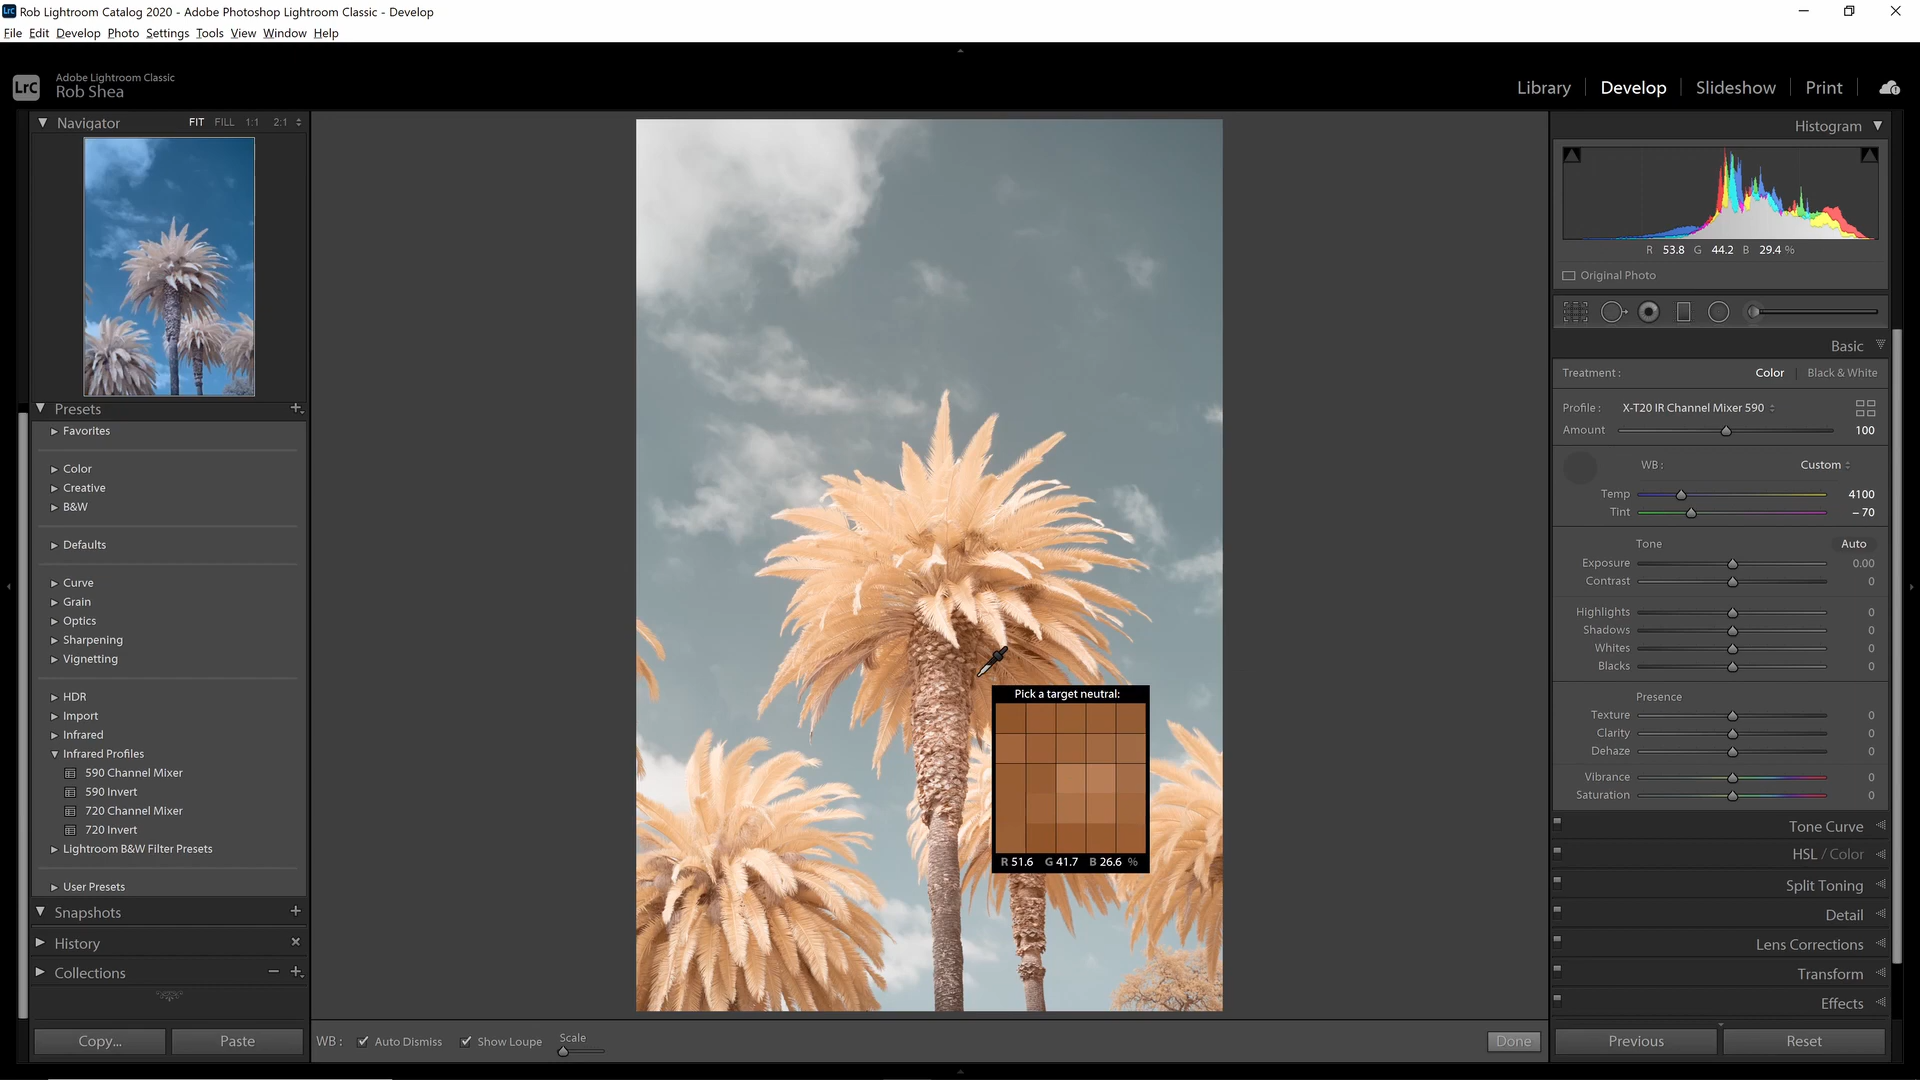 Rob Lightroom Catalog 2020 - Adobe Photoshop Lightroom Classic - Develop
File Edit Develop Photo Settings Tools View Window Help
LrC
Adobe Lightroom Classic
Rob Shea
Library Develop Slideshow Print
Navigator FIT FILL 1:1 2:1
Presets
Favorites
Color
Creative
B&W
Defaults
Curve
Grain
Optics
Sharpening
Vignetting
HDR
Import
Infrared
Infrared Profiles
590 Channel Mixer
590 Invert
720 Channel Mixer
720 Invert
Lightroom B&W Filter Presets
User Presets
Snapshots
History
Collections
Copy... Paste
Pick a target neutral:
R 51.6 G 41.7 B 26.6 %
WB : Auto Dismiss Show Loupe Scale
Done
Histogram
R 53.8 G 44.2 B 29.4 %
Original Photo
Basic
Treatment : Color Black & White
Profile : X-T20 IR Channel Mixer 590
Amount 100
WB : Custom
Temp 4100
Tint – 70
Tone Auto
Exposure 0.00
Contrast 0
Highlights 0
Shadows 0
Whites 0
Blacks 0
Presence
Texture 0
Clarity 0
Dehaze 0
Vibrance 0
Saturation 0
Tone Curve
HSL / Color
Split Toning
Detail
Lens Corrections
Transform
Effects
Previous Reset